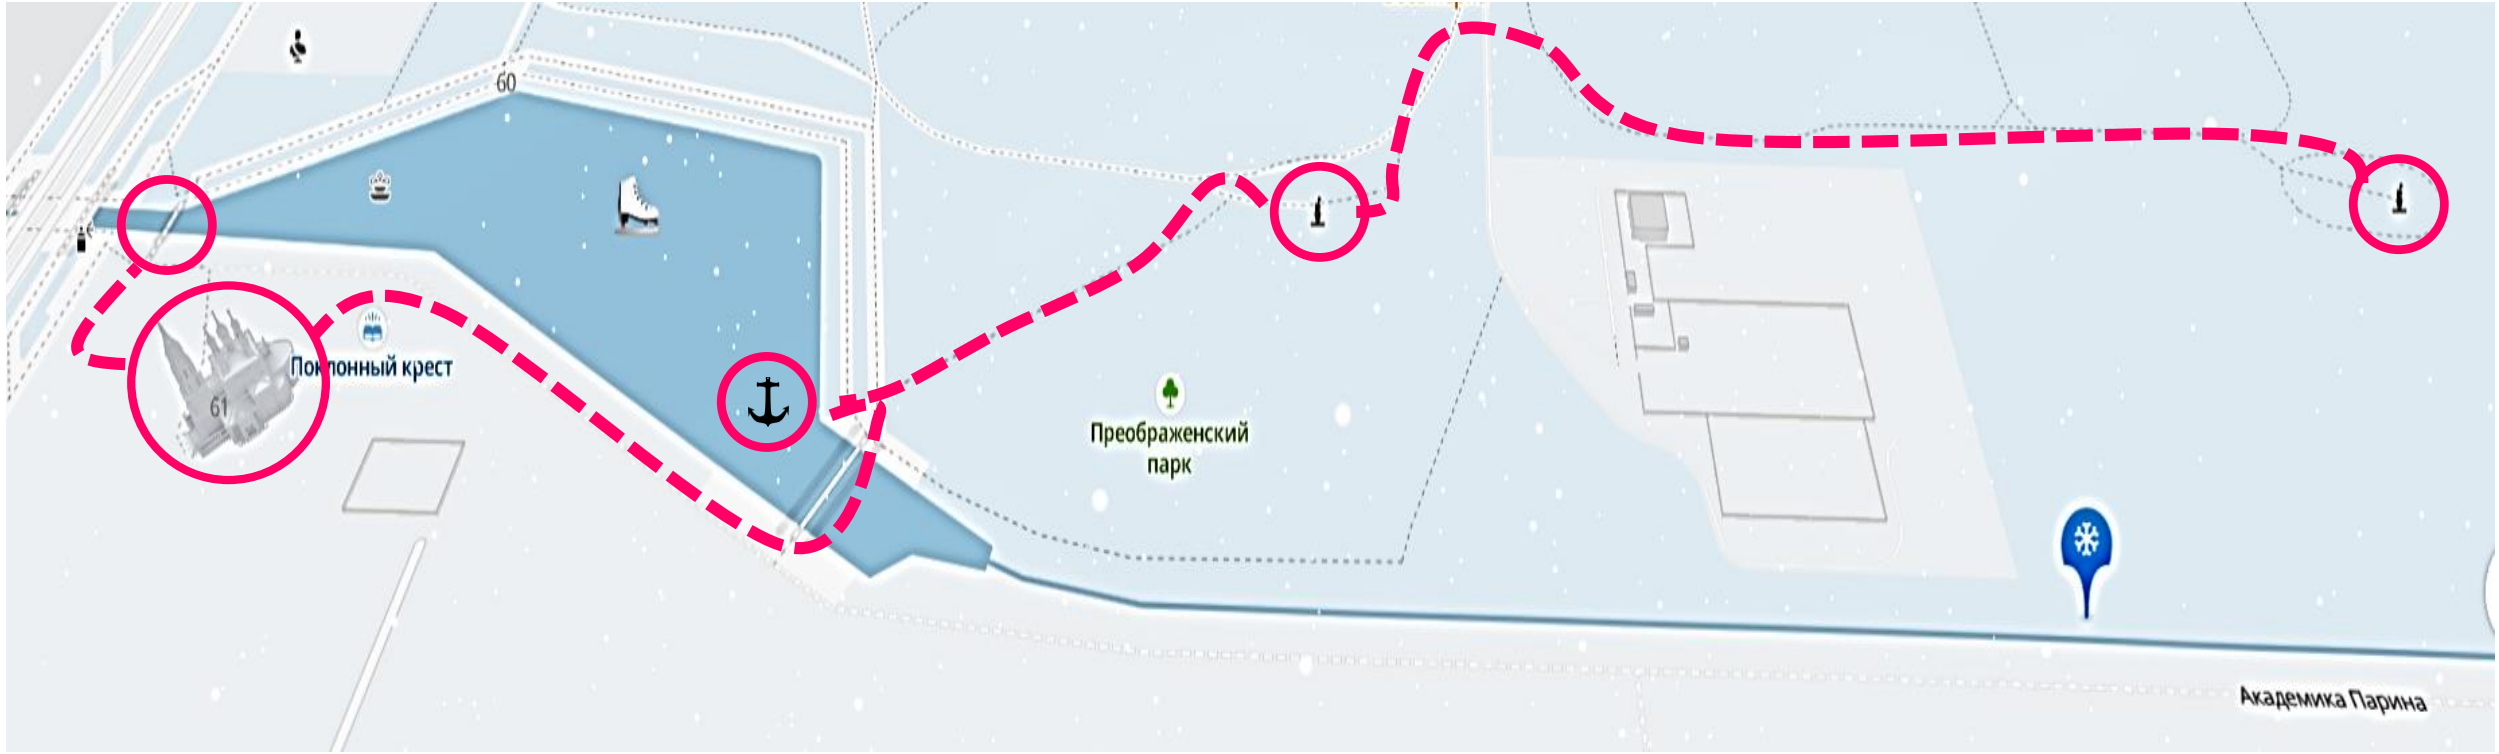 60
Поклонный крест
61
Преображенский
парк
Академика Парина